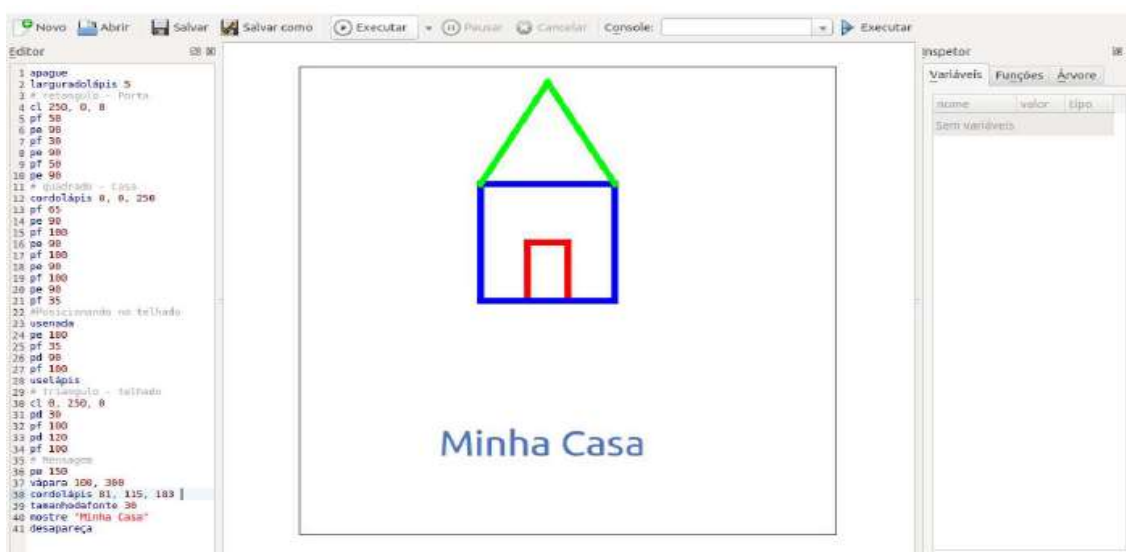 Novo Abrir Salvar Salvar como Executar Pausar Cancelar Console: Executar
Editor
Inspetor
Variáveis Funções Árvore
nome valor tipo
Sem variáveis
1 apague
2 larguradolápis 5
3 # retangulo - Porta
4 cl 250, 0, 0
5 pf 50
6 pe 90
7 pf 30
8 pe 90
9 pf 50
10 pe 90
11 # quadrado - Casa
12 cordolápis 0, 0, 250
13 pf 65
14 pe 90
15 pf 100
16 pe 90
17 pf 100
18 pe 90
19 pf 100
20 pe 90
21 pf 35
22 #Posicionando no telhado
23 usenada
24 pe 180
25 pf 35
26 pd 90
27 pf 100
28 uselápis
29 # triangulo - telhado
30 cl 0, 250, 0
31 pd 30
32 pf 100
33 pd 120
34 pf 100
35 # Mensagem
36 pe 150
37 vápara 100, 300
38 cordolápis 81, 115, 183
39 tamanhodafonte 30
40 mostre "Minha Casa"
41 desapareça
Minha Casa